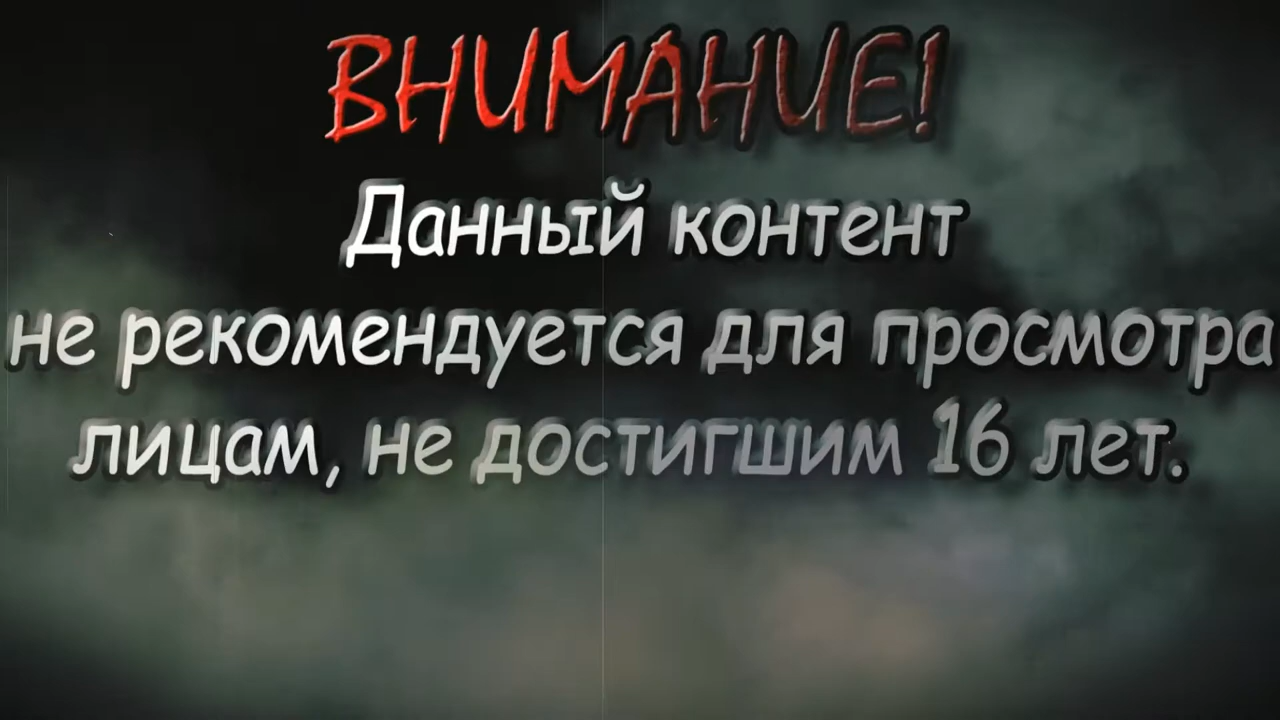 ВНИМАНИЕ!
Данный контент
не рекомендуется для просмотра
лицам, не достигшим 16 лет.